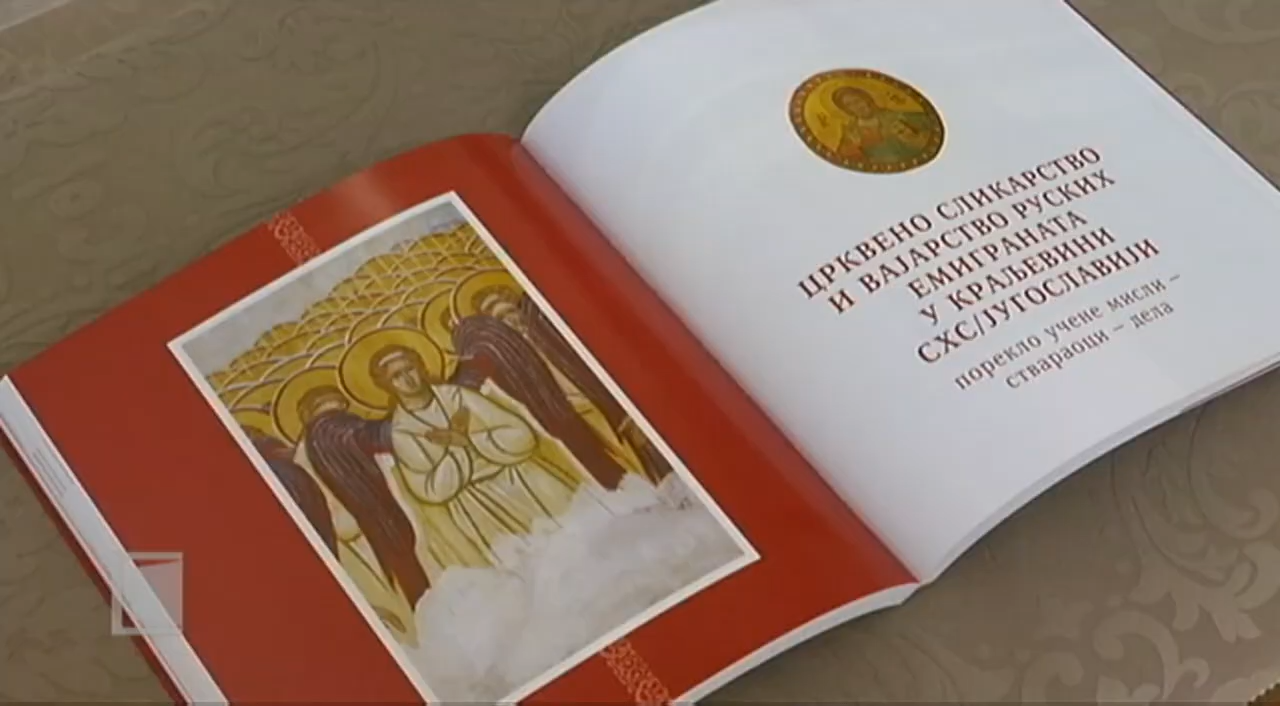 ЦРКВЕНО СЛИКАРСТВО
И ВАЈАРСТВО РУСКИХ
ЕМИГРАНАТА
У КРАЉЕВИНИ
СХС/ЈУГОСЛАВИЈИ
порекло учене мисли –
ствараоци – дела